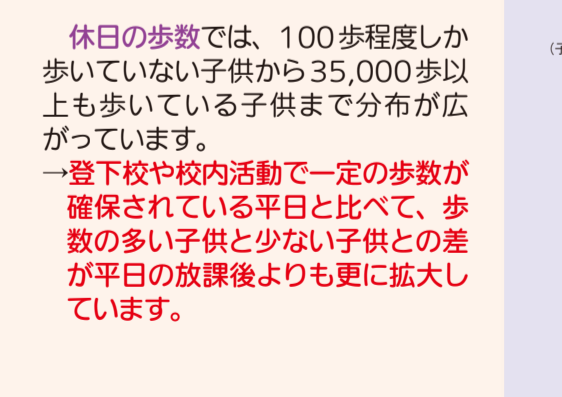 休日の歩数では、100歩程度しか
歩いていない子供から35,000歩以
上も歩いている子供まで分布が広
がっています。
→登下校や校内活動で一定の歩数が
確保されている平日と比べて、歩
数の多い子供と少ない子供との差
が平日の放課後よりも更に拡大し
ています。
(子